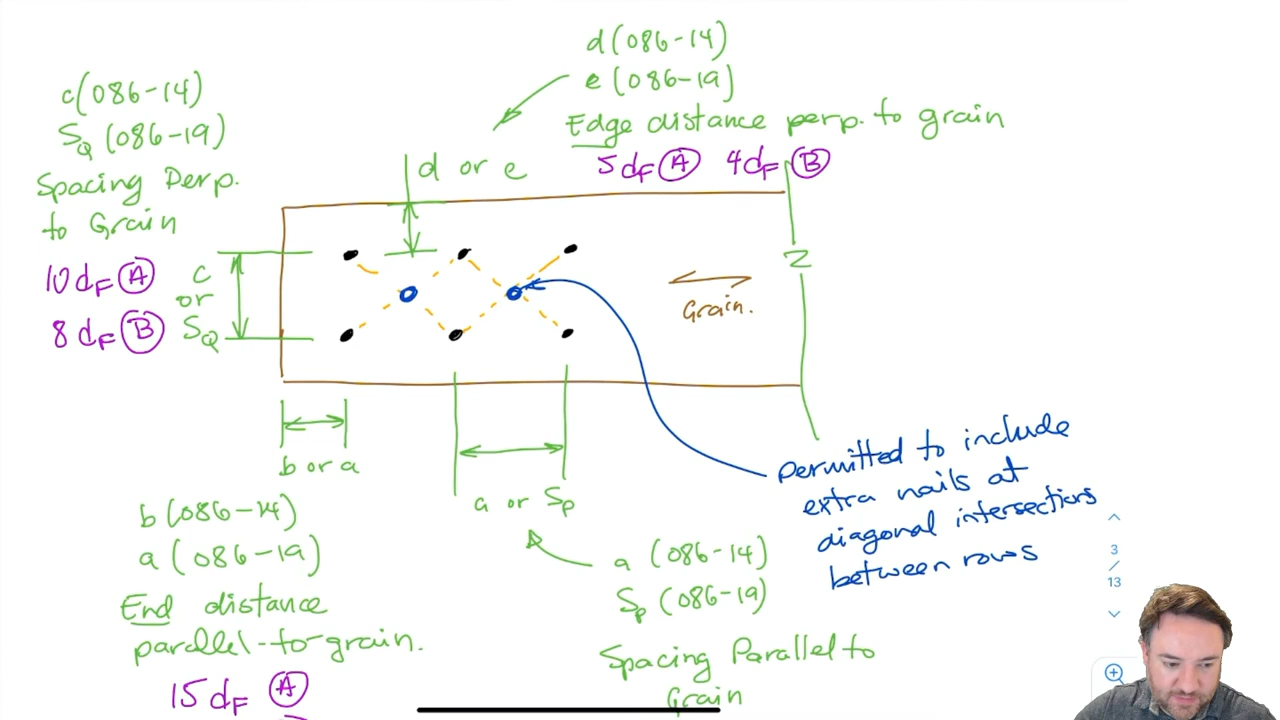 d (086-14)
e (086-19)
Edge distance perp. to grain
5dF A 4dF B
c (086-14)
SQ (086-19)
Spacing Perp.
to Grain
10dF A
8dF B
c
or
SQ
d or e
Grain.
b or a
a or Sp
b (086-14)
a (086-19)
End distance
parallel-to-grain.
15dF A
a (086-14)
Sp (086-19)
Spacing Parallel to
Grain
permitted to include
extra nails at
diagonal intersections
between rows
3
/
13